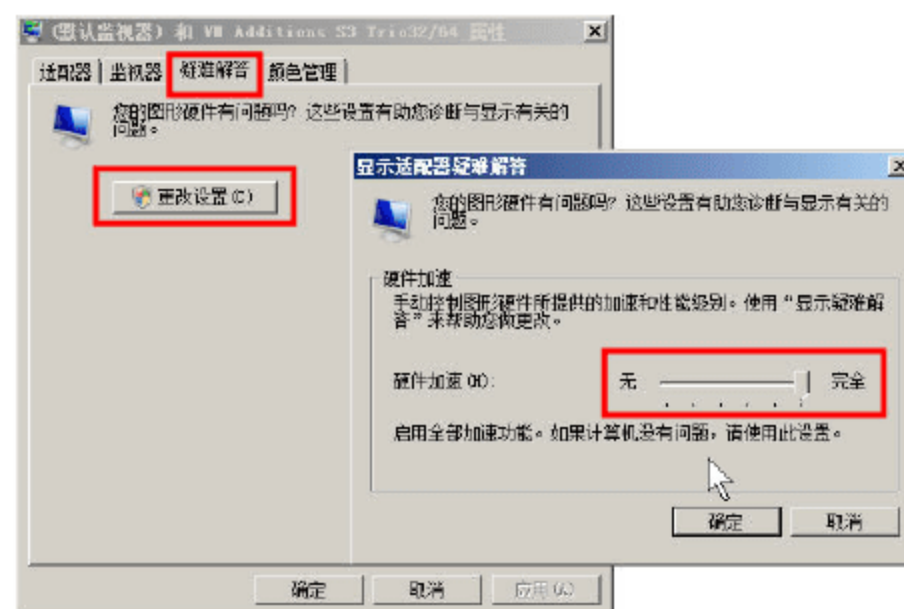 (默认监视器) 和 VM Additions S3 Trio32/64 属性
适配器 监视器 疑难解答 颜色管理
您的图形硬件有问题吗? 这些设置有助您诊断与显示有关的
问题。
更改设置(C)
显示适配器疑难解答
您的图形硬件有问题吗? 这些设置有助您诊断与显示有关的
问题。
硬件加速
手动控制图形硬件所提供的加速和性能级别。使用“显示疑难解
答”来帮助您做更改。
硬件加速(H): 无 完全
启用全部加速功能。如果计算机没有问题，请使用此设置。
确定 取消
确定 取消 应用(A)